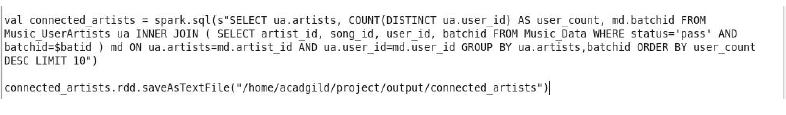 val connected_artists = spark.sql(s"SELECT ua.artists, COUNT(DISTINCT ua.user_id) AS user_count, md.batchid FROM
Music_UserArtists ua INNER JOIN ( SELECT artist_id, song_id, user_id, batchid FROM Music_Data WHERE status='pass' AND
batchid=$batid ) md ON ua.artists=md.artist_id AND ua.user_id=md.user_id GROUP BY ua.artists,batchid ORDER BY user_count
DESC LIMIT 10")
connected_artists.rdd.saveAsTextFile("/home/acadgild/project/output/connected_artists")